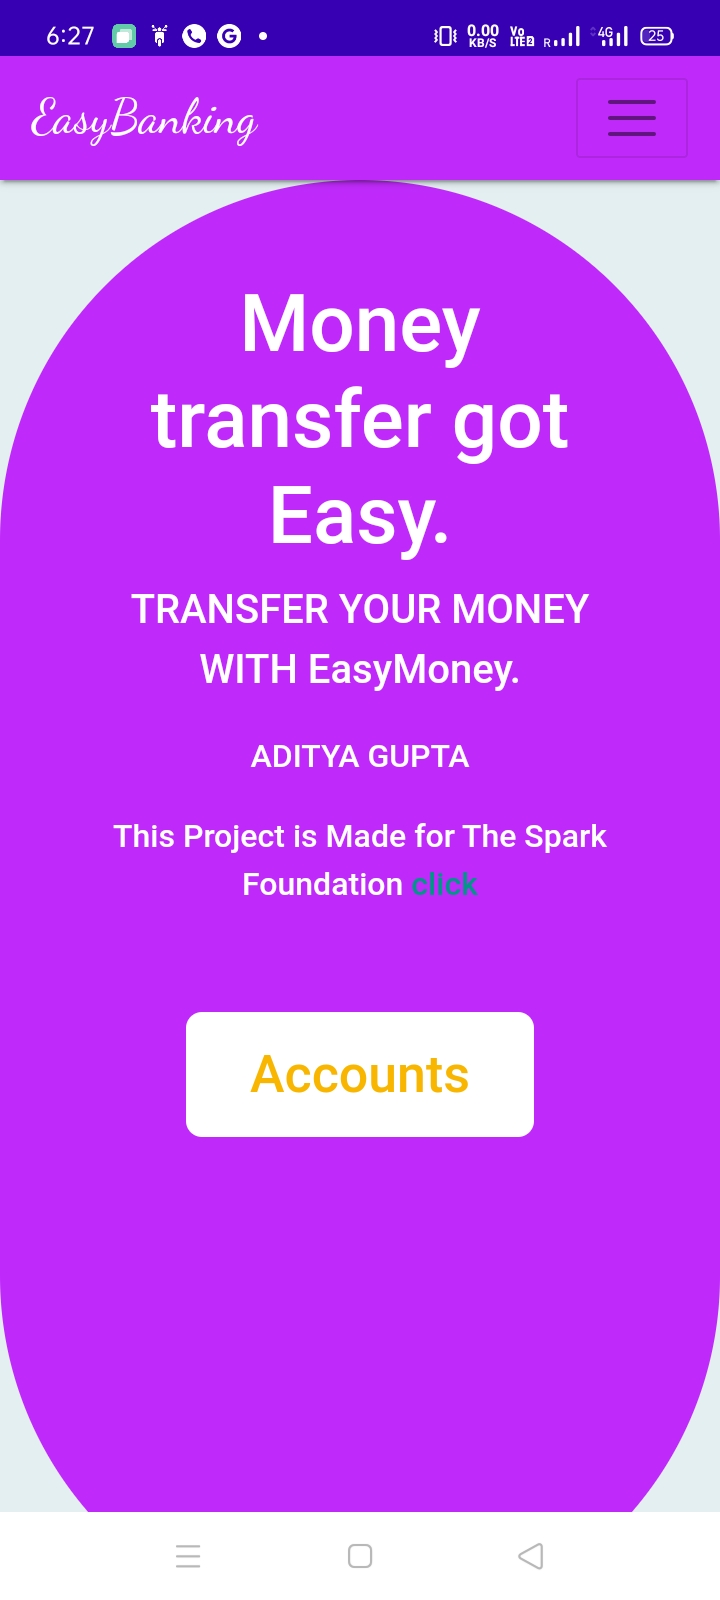 6:27
0.00 KB/S Vo LTE2 R 4G 25
EasyBanking
Money
transfer got
Easy.
TRANSFER YOUR MONEY
WITH EasyMoney.
ADITYA GUPTA
This Project is Made for The Spark
Foundation click
Accounts